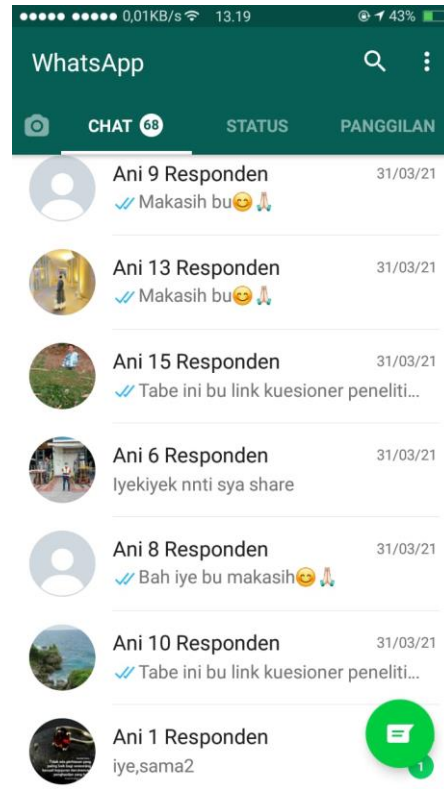 0,01KB/s 13.19 43%
WhatsApp
CHAT 68 STATUS PANGGILAN
Ani 9 Responden 31/03/21
Makasih bu😊🙏🏻
Ani 13 Responden 31/03/21
Makasih bu😊🙏🏻
Ani 15 Responden 31/03/21
Tabe ini bu link kuesioner peneliti...
Ani 6 Responden 31/03/21
Iyekiyek nnti sya share
Ani 8 Responden 31/03/21
Bah iye bu makasih😊🙏🏻
Ani 10 Responden 31/03/21
Tabe ini bu link kuesioner peneliti...
Ani 1 Responden
iye,sama2 1